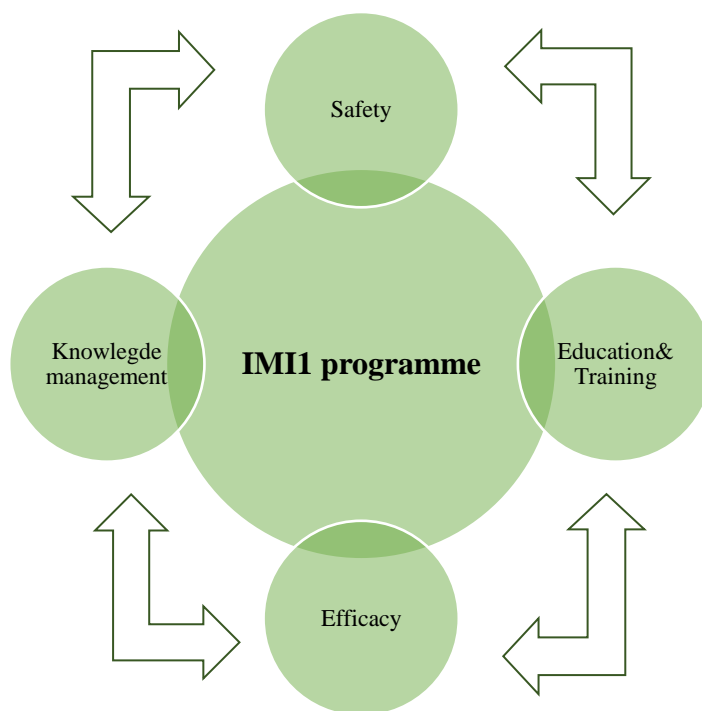 Safety
Knowlegde
management
IMI1 programme
Education&
Training
Efficacy